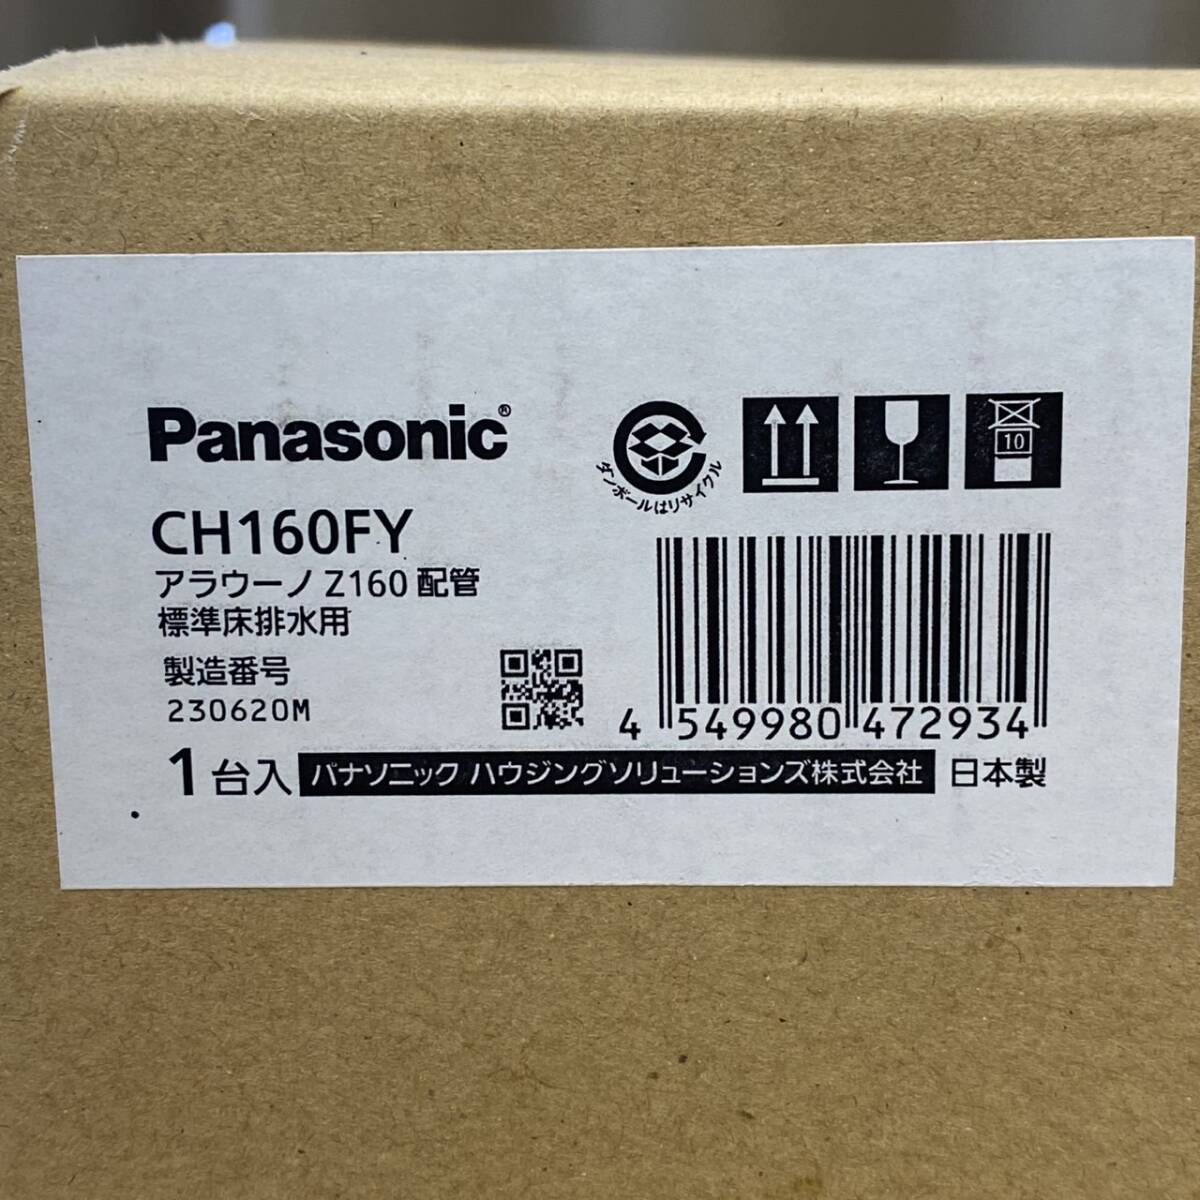 Panasonic®
ダンボールはリサイクル
10
CH160FY
アラウーノ Z160 配管
標準床排水用
製造番号
230620M
4 549980 472934
1台入 パナソニック ハウジングソリューションズ株式会社 日本製